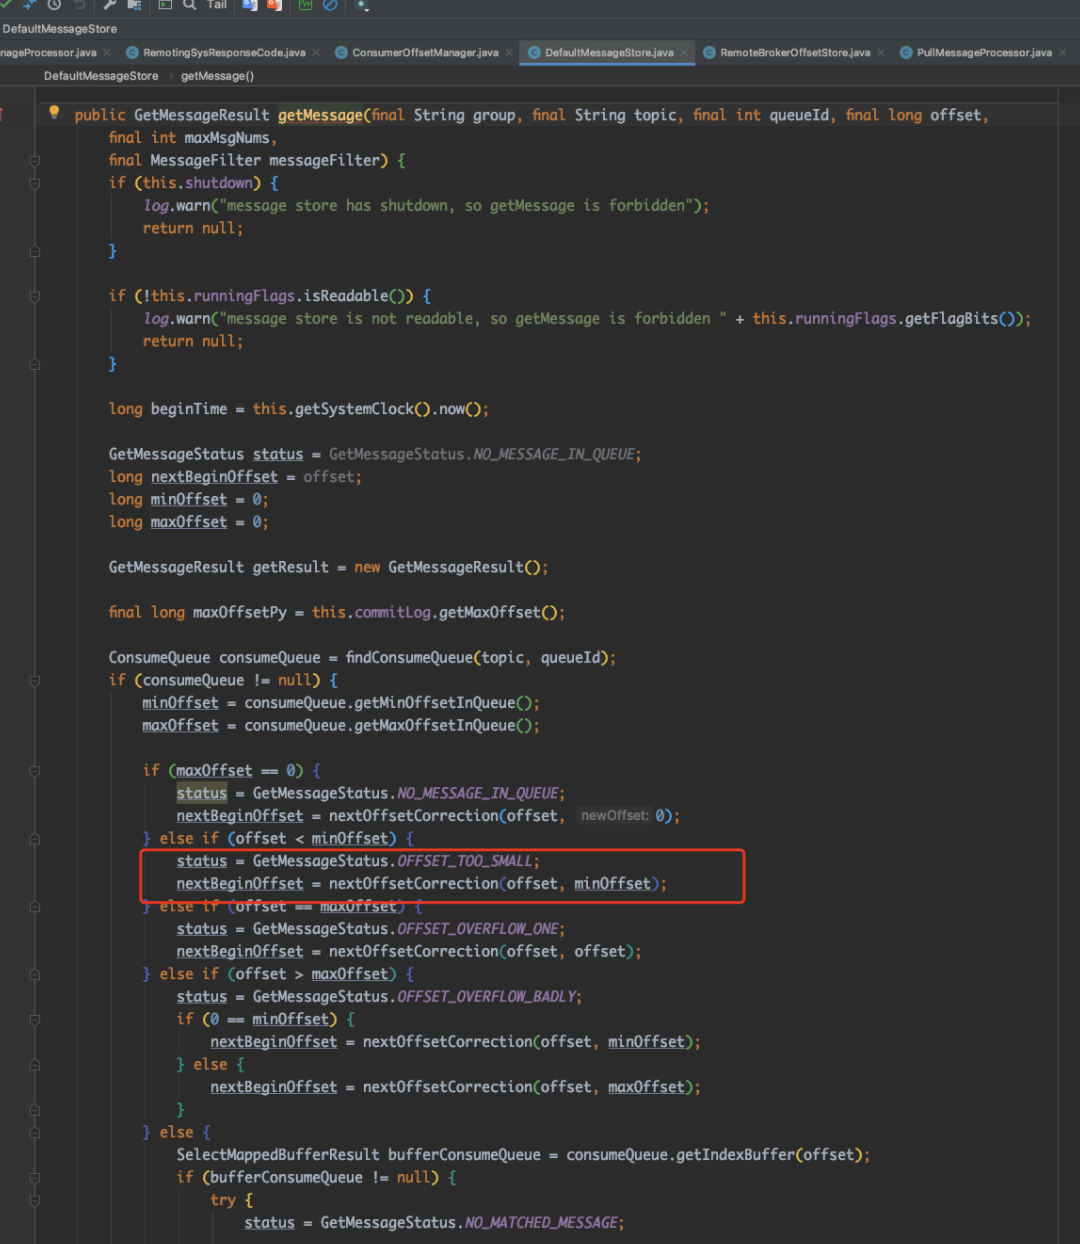 Tail
DefaultMessageStore
nageProcessor.java RemotingSysResponseCode.java ConsumerOffsetManager.java DefaultMessageStore.java RemoteBrokerOffsetStore.java PullMessageProcessor.java
DefaultMessageStore getMessage()
public GetMessageResult getMessage(final String group, final String topic, final int queueId, final long offset,
final int maxMsgNums,
final MessageFilter messageFilter) {
if (this.shutdown) {
log.warn("message store has shutdown, so getMessage is forbidden");
return null;
}
if (!this.runningFlags.isReadable()) {
log.warn("message store is not readable, so getMessage is forbidden " + this.runningFlags.getFlagBits());
return null;
}
long beginTime = this.getSystemClock().now();
GetMessageStatus status = GetMessageStatus.NO_MESSAGE_IN_QUEUE;
long nextBeginOffset = offset;
long minOffset = 0;
long maxOffset = 0;
GetMessageResult getResult = new GetMessageResult();
final long maxOffsetPy = this.commitLog.getMaxOffset();
ConsumeQueue consumeQueue = findConsumeQueue(topic, queueId);
if (consumeQueue != null) {
minOffset = consumeQueue.getMinOffsetInQueue();
maxOffset = consumeQueue.getMaxOffsetInQueue();
if (maxOffset == 0) {
status = GetMessageStatus.NO_MESSAGE_IN_QUEUE;
nextBeginOffset = nextOffsetCorrection(offset, newOffset: 0);
} else if (offset < minOffset) {
status = GetMessageStatus.OFFSET_TOO_SMALL;
nextBeginOffset = nextOffsetCorrection(offset, minOffset);
} else if (offset == maxOffset) {
status = GetMessageStatus.OFFSET_OVERFLOW_ONE;
nextBeginOffset = nextOffsetCorrection(offset, offset);
} else if (offset > maxOffset) {
status = GetMessageStatus.OFFSET_OVERFLOW_BADLY;
if (0 == minOffset) {
nextBeginOffset = nextOffsetCorrection(offset, minOffset);
} else {
nextBeginOffset = nextOffsetCorrection(offset, maxOffset);
}
} else {
SelectMappedBufferResult bufferConsumeQueue = consumeQueue.getIndexBuffer(offset);
if (bufferConsumeQueue != null) {
try {
status = GetMessageStatus.NO_MATCHED_MESSAGE;